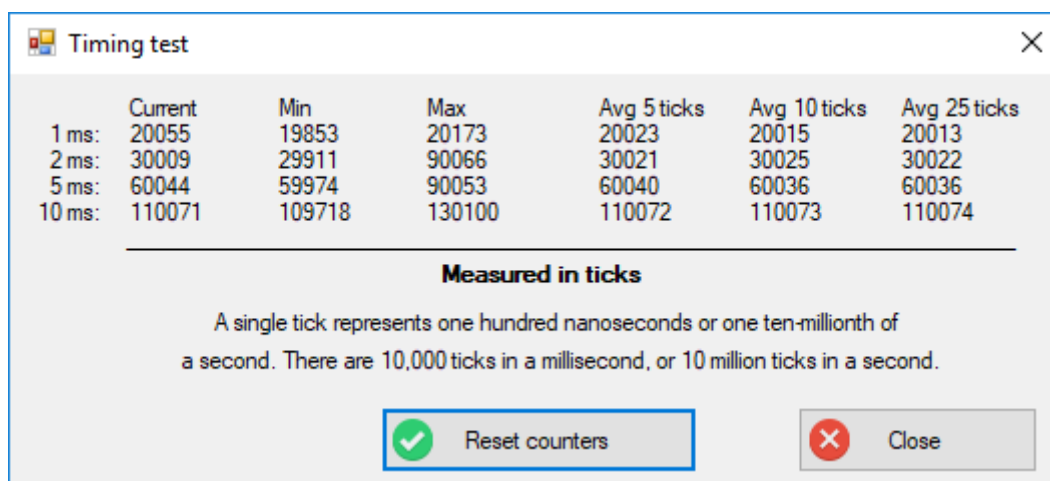 Timing test
Current Min Max Avg 5 ticks Avg 10 ticks Avg 25 ticks
1 ms: 20055 19853 20173 20023 20015 20013
2 ms: 30009 29911 90066 30021 30025 30022
5 ms: 60044 59974 90053 60040 60036 60036
10 ms: 110071 109718 130100 110072 110073 110074
Measured in ticks
A single tick represents one hundred nanoseconds or one ten-millionth of
a second. There are 10,000 ticks in a millisecond, or 10 million ticks in a second.
Reset counters Close